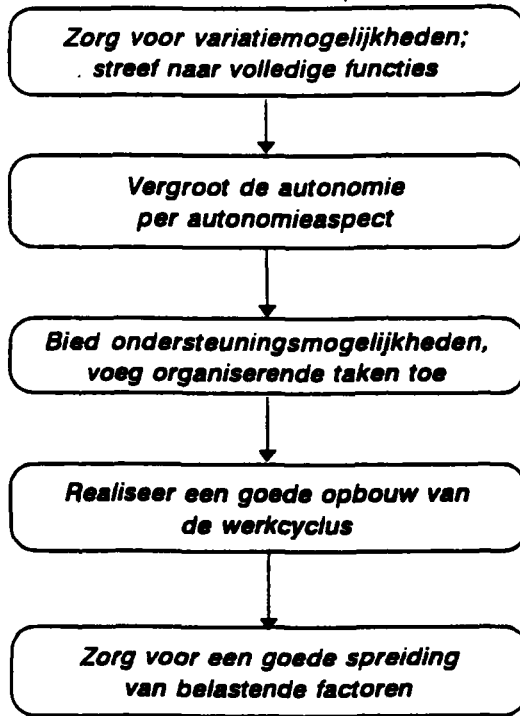 Zorg voor variatiemogelijkheden;
streef naar volledige functies
Vergroot de autonomie
per autonomieaspect
Bied ondersteuningsmogelijkheden,
voeg organiserende taken toe
Realiseer een goede opbouw van
de werkcyclus
Zorg voor een goede spreiding
van belastende factoren